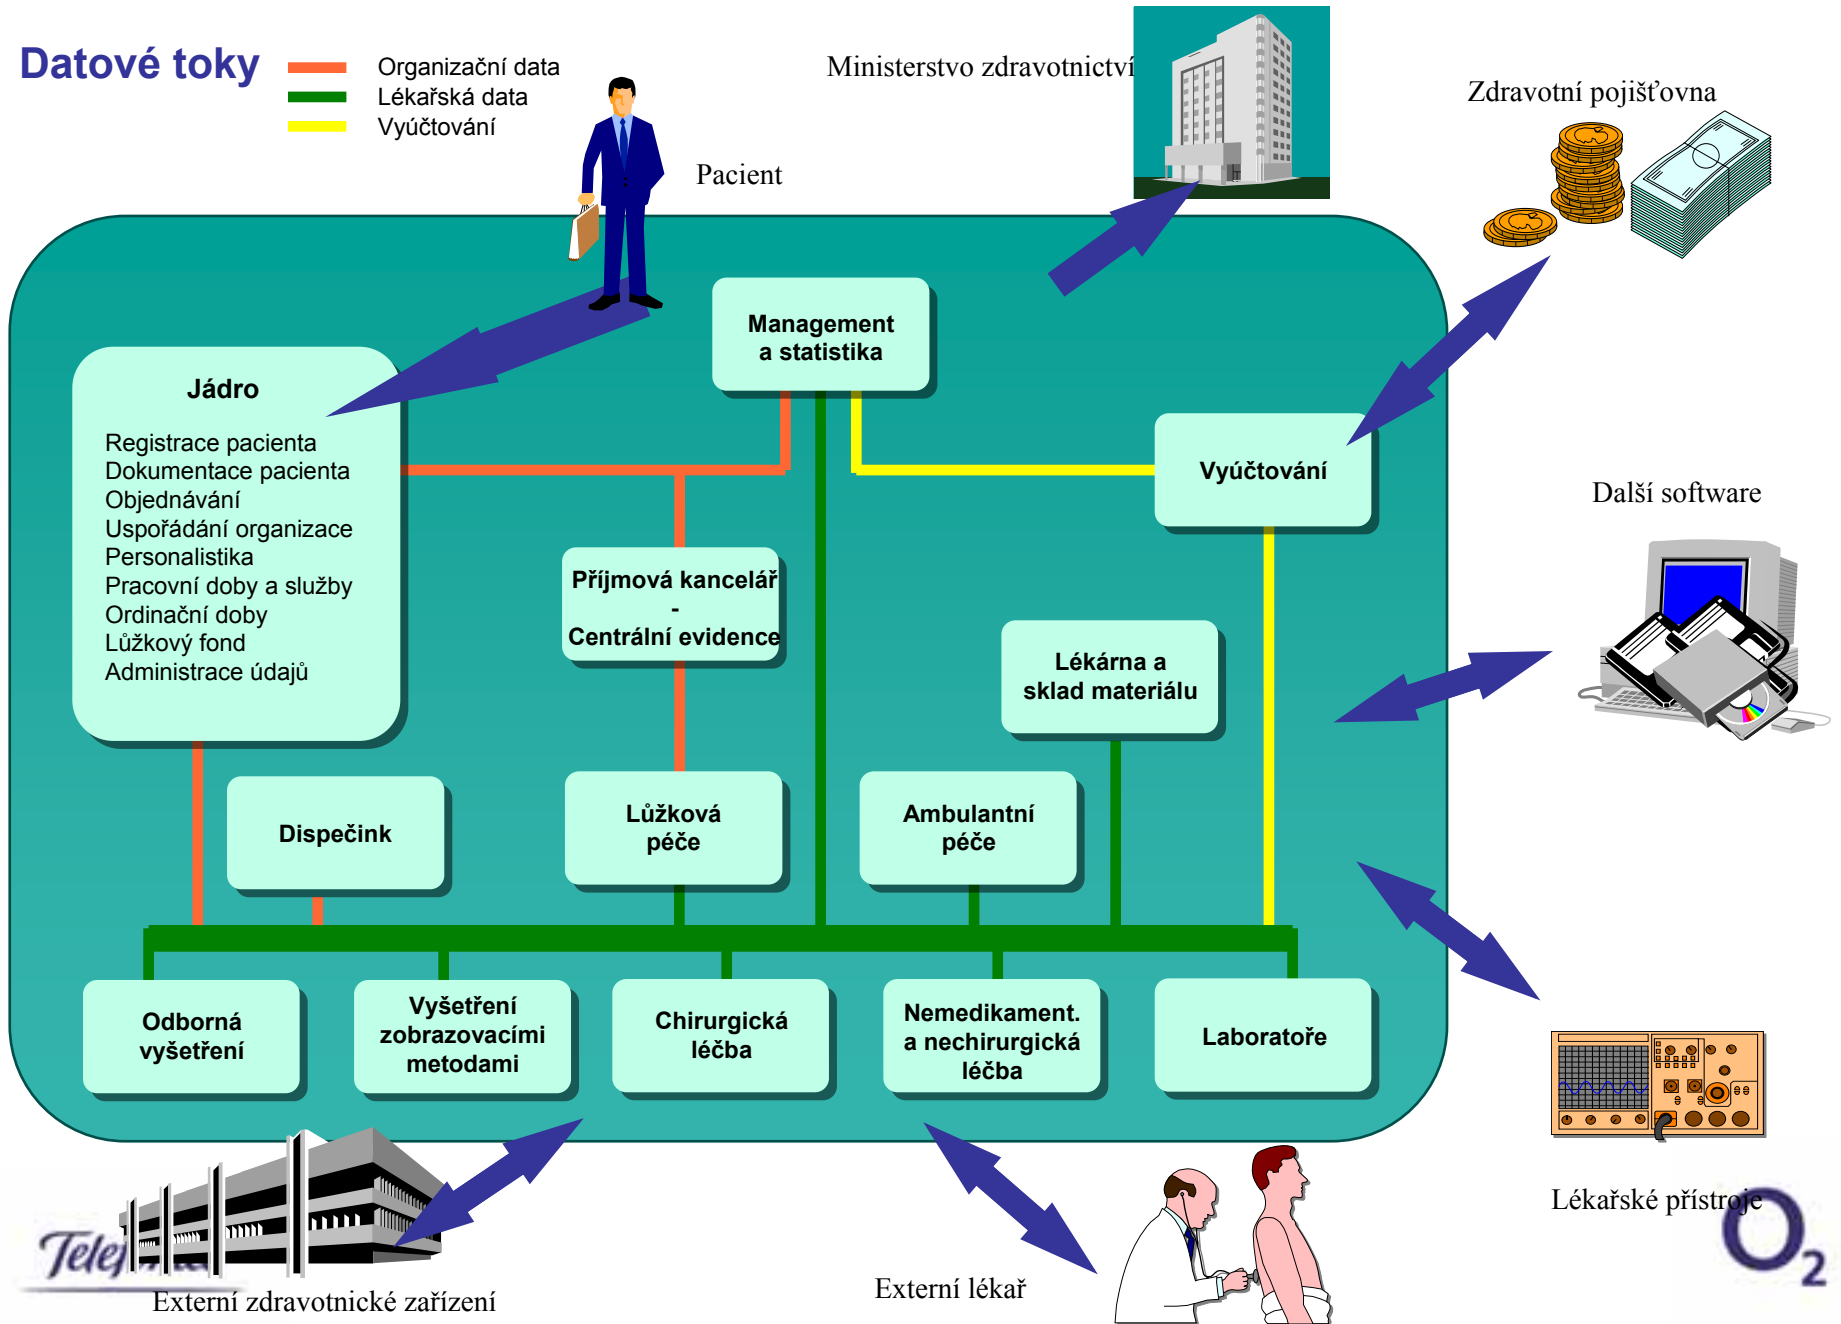 Datové toky
Organizační data
Lékařská data
Vyúčtování
Ministerstvo zdravotnictví
Zdravotní pojišťovna
Pacient
Management
a statistika
Jádro
Registrace pacienta
Dokumentace pacienta
Objednávání
Uspořádání organizace
Personalistika
Pracovní doby a služby
Ordinační doby
Lůžkový fond
Administrace údajů
Vyúčtování
Další software
Příjmová kancelář
-
Centrální evidence
Lékárna a
sklad materiálu
Dispečink
Lůžková
péče
Ambulantní
péče
Odborná
vyšetření
Vyšetření
zobrazovacími
metodami
Chirurgická
léčba
Nemedikament.
a nechirurgická
léčba
Laboratoře
Lékařské přístroje
O2
Externí lékař
Externí zdravotnické zařízení